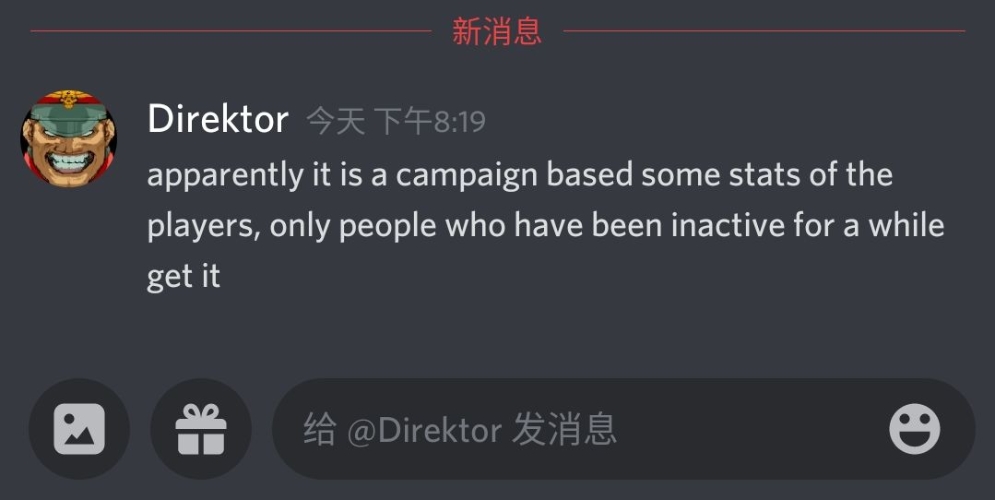 新消息
Direktor 今天 下午8:19
apparently it is a campaign based some stats of the
players, only people who have been inactive for a while
get it
给 @Direktor 发消息